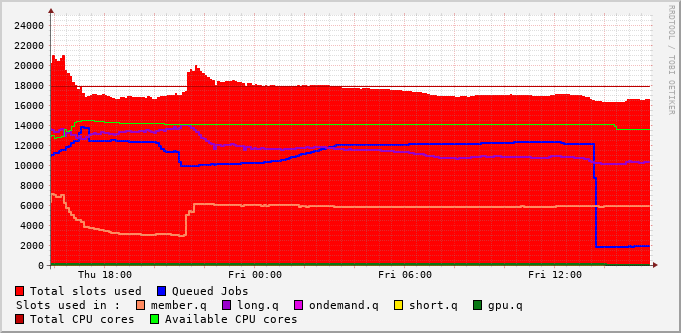 RRDTOOL / TOBI OETIKER
24000
22000
20000
18000
16000
14000
12000
10000
8000
6000
4000
2000
0
Thu 18:00 Fri 00:00 Fri 06:00 Fri 12:00
Total slots used Queued Jobs
Slots used in : member.q long.q ondemand.q short.q gpu.q
Total CPU cores Available CPU cores